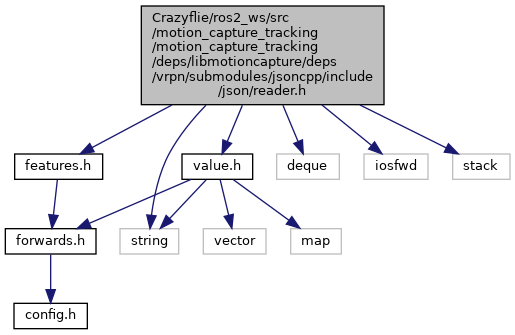 Crazyflie/ros2_ws/src
/motion_capture_tracking
/motion_capture_tracking
/deps/libmotioncapture/deps
/vrpn/submodules/jsoncpp/include
/json/reader.h
features.h
value.h
deque
iosfwd
stack
forwards.h
string
vector
map
config.h